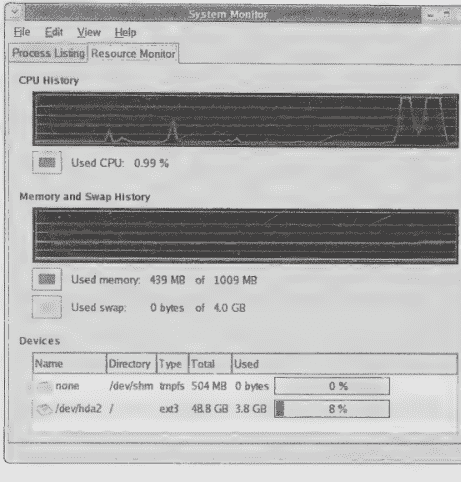 System Monitor
File Edit View Help
Process Listing Resource Monitor
CPU History
Used CPU: 0.99 %
Memory and Swap History
Used memory: 439 MB of 1009 MB
Used swap: 0 bytes of 4.0 GB
Devices
Name Directory Type Total Used
none /dev/shm tmpfs 504 MB 0 bytes 0 %
/dev/hda2 / ext3 48.8 GB 3.8 GB 8 %